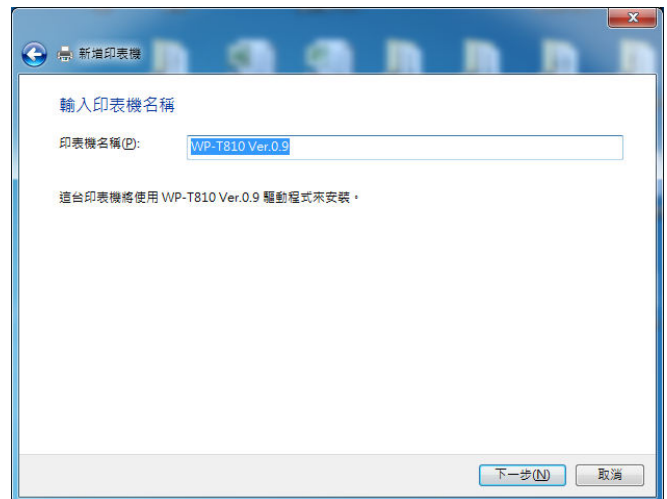 新增印表機
輸入印表機名稱
印表機名稱(P):
WP-T810 Ver.0.9
這台印表機將使用 WP-T810 Ver.0.9 驅動程式來安裝。
下一步(N)
取消